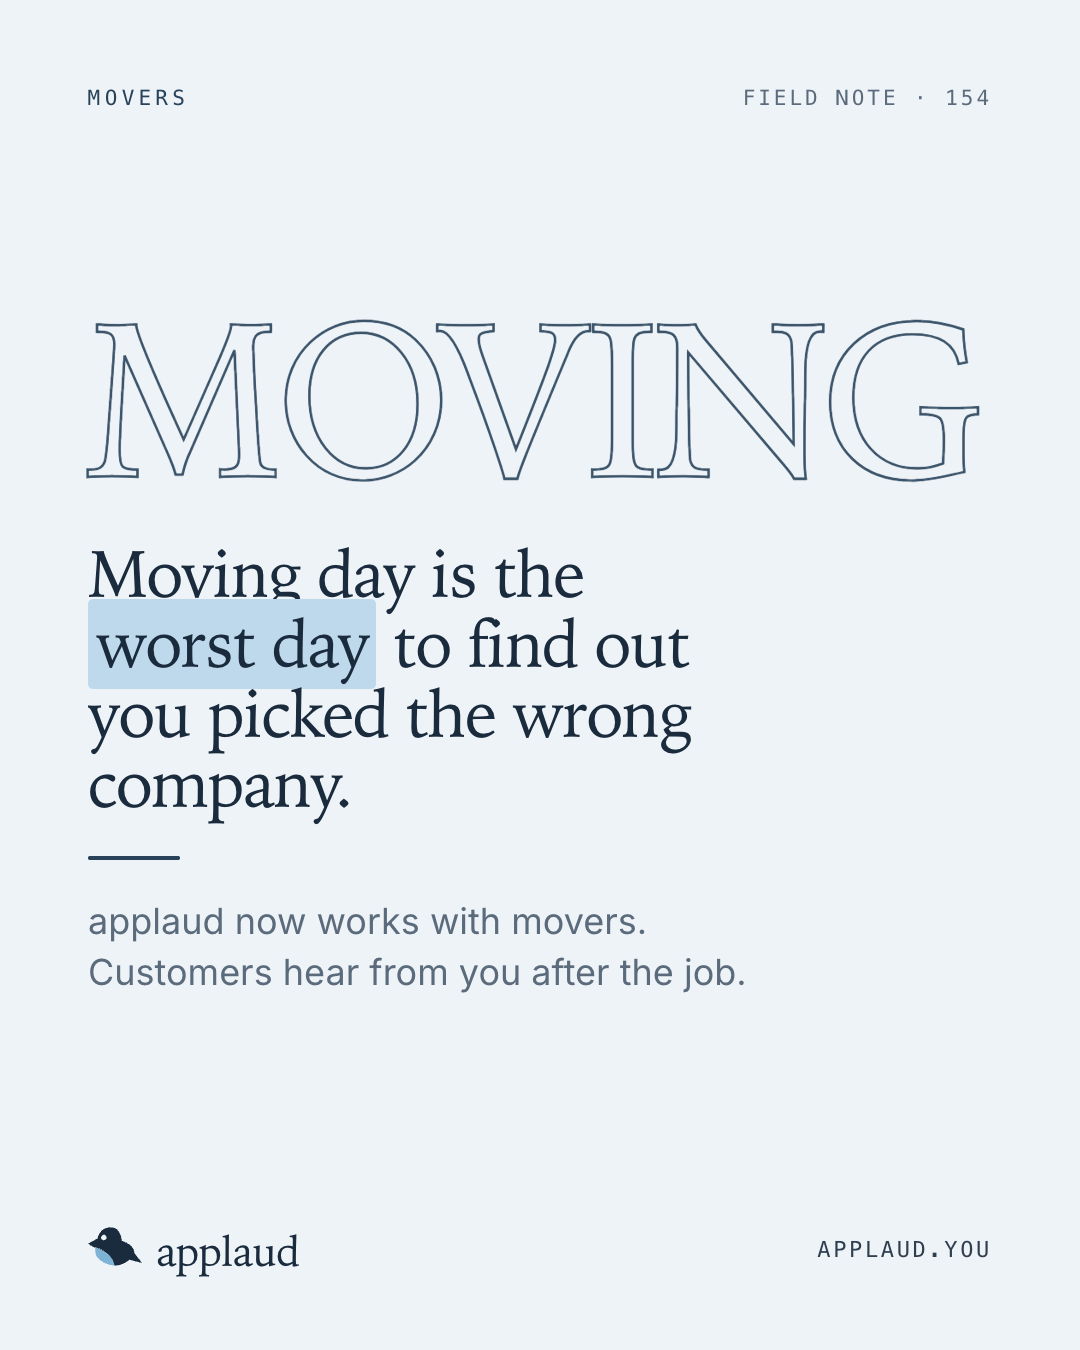 MOVERS
FIELD NOTE · 154
MOVING
Moving day is the
worst day to find out
you picked the wrong
company.
applaud now works with movers.
Customers hear from you after the job.
applaud
APPLAUD.YOU